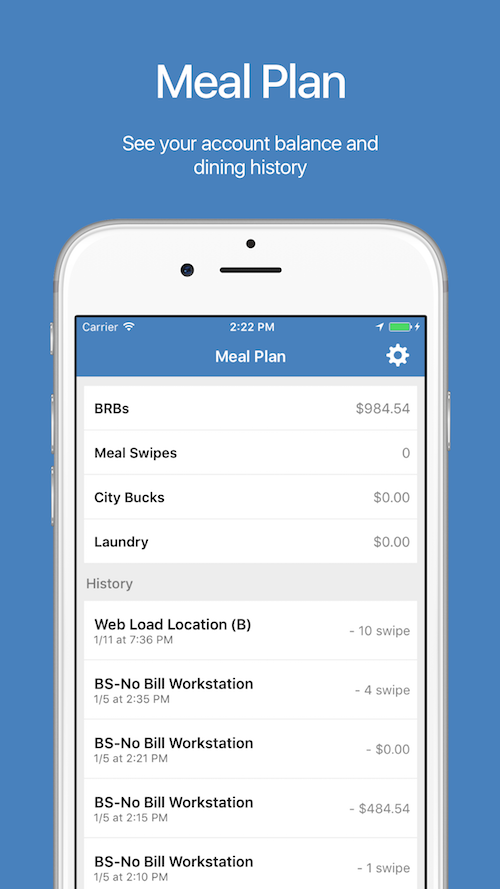 Meal Plan
See your account balance and
dining history
Carrier 2:22 PM
Meal Plan
BRBs $984.54
Meal Swipes 0
City Bucks $0.00
Laundry $0.00
History
Web Load Location (B)
1/11 at 7:36 PM
- 10 swipe
BS-No Bill Workstation
1/5 at 2:35 PM
- 4 swipe
BS-No Bill Workstation
1/5 at 2:21 PM
- $0.00
BS-No Bill Workstation
1/5 at 2:15 PM
- $484.54
BS-No Bill Workstation
1/5 at 2:10 PM
- 1 swipe